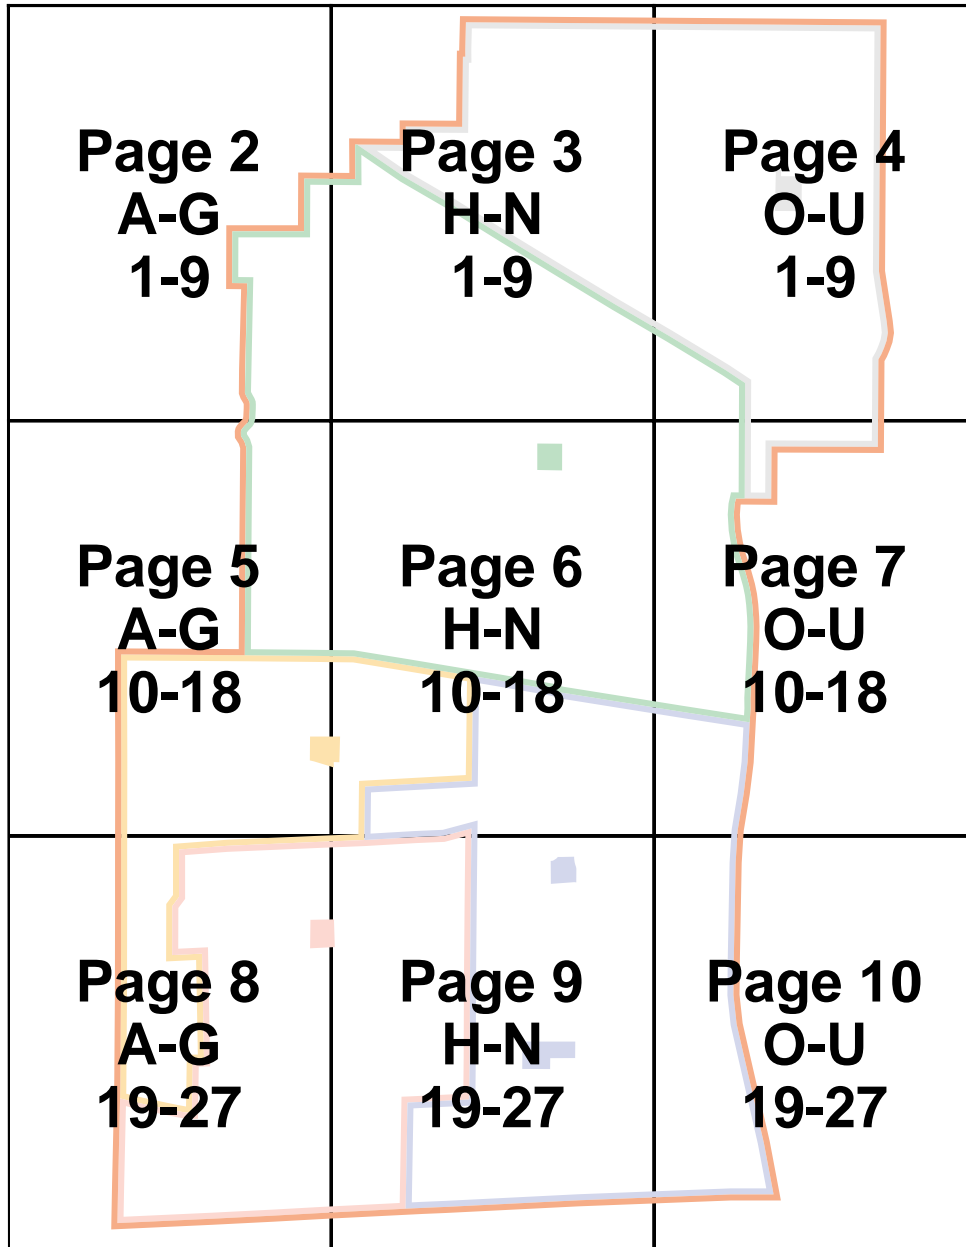 Page 2
A-G
1-9
Page 3
H-N
1-9
Page 4
O-U
1-9
Page 5
A-G
10-18
Page 6
H-N
10-18
Page 7
O-U
10-18
Page 8
A-G
19-27
Page 9
H-N
19-27
Page 10
O-U
19-27